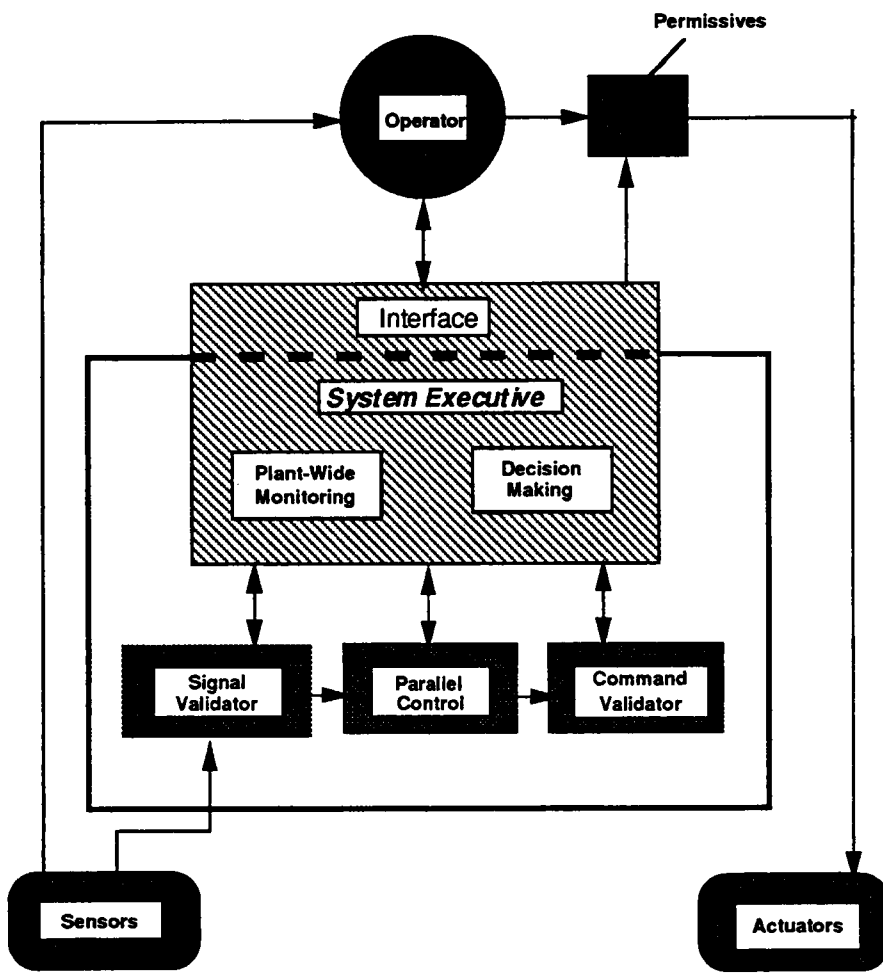 Permissives
Operator
Interface
System Executive
Plant-Wide
Monitoring
Decision
Making
Signal
Validator
Parallel
Control
Command
Validator
Sensors
Actuators